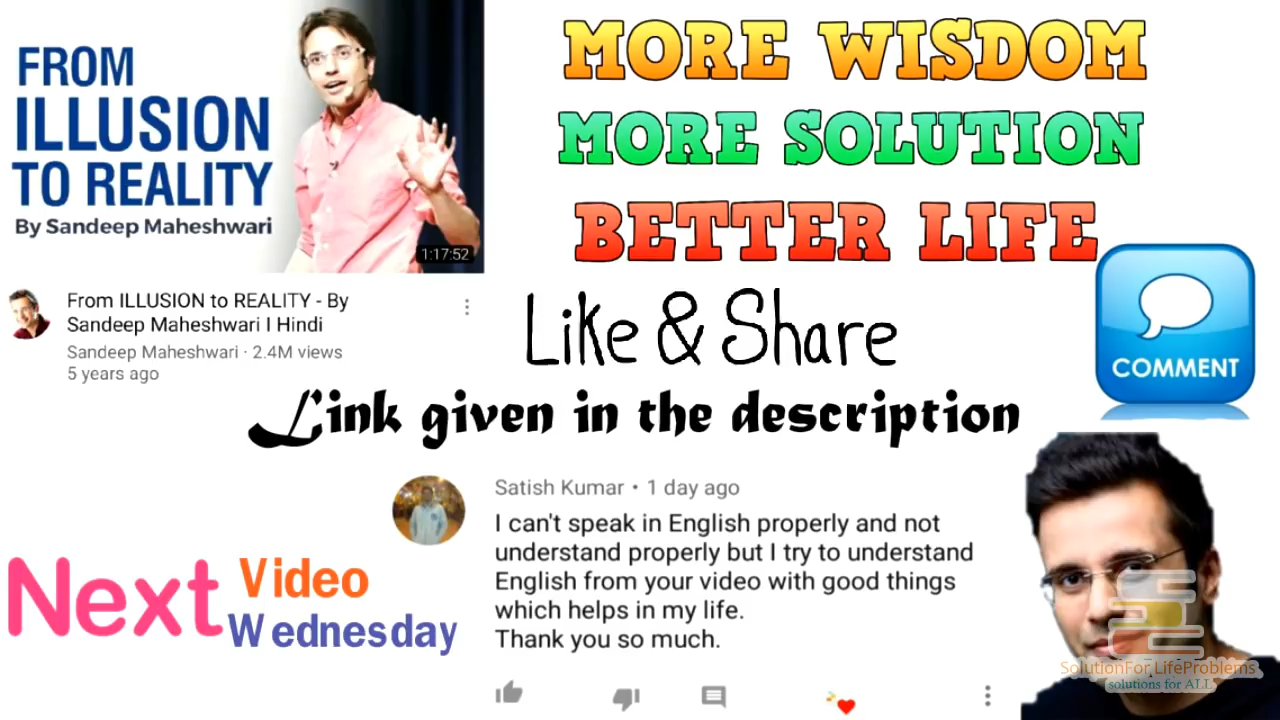 FROM
ILLUSION
TO REALITY
By Sandeep Maheshwari
1:17:52
From ILLUSION to REALITY - By
Sandeep Maheshwari I Hindi
Sandeep Maheshwari · 2.4M views
5 years ago
MORE WISDOM
MORE SOLUTION
BETTER LIFE
COMMENT
Like & Share
Link given in the description
Satish Kumar • 1 day ago
I can't speak in English properly and not
understand properly but I try to understand
English from your video with good things
which helps in my life.
Thank you so much.
Next Video
Wednesday
SolutionFor LifeProblems
solutions for ALL